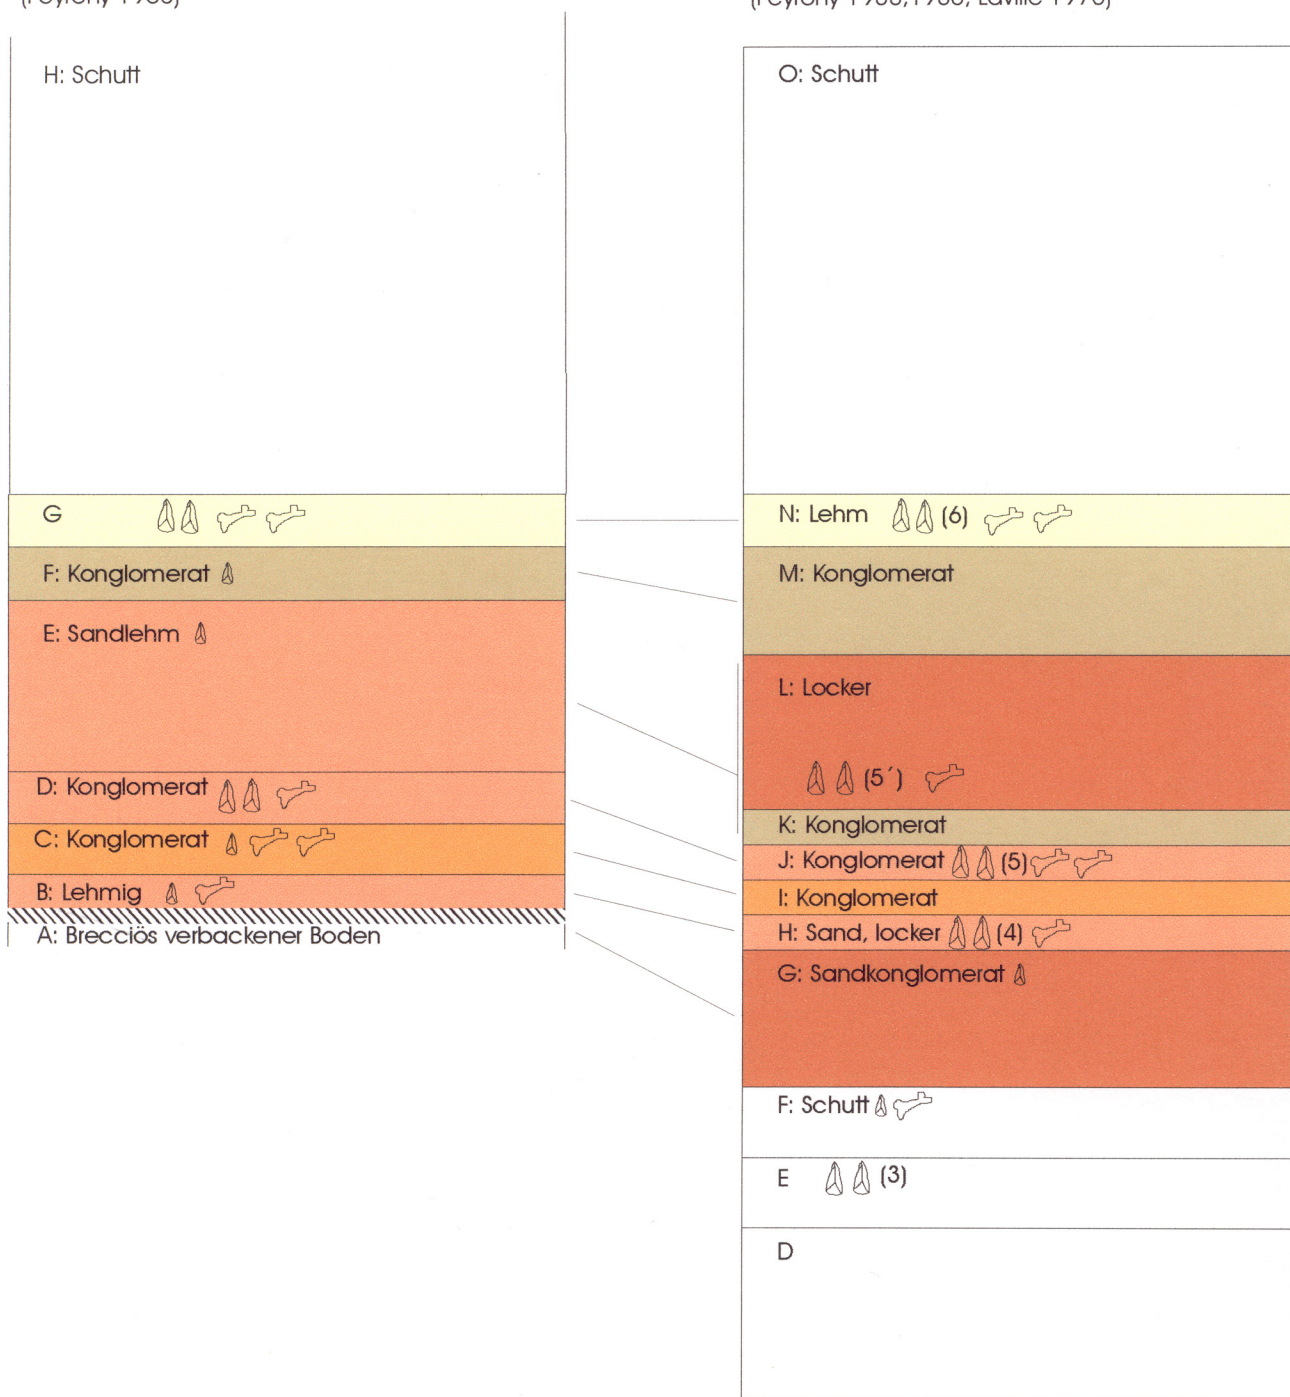 H: Schutt
G
F: Konglomerat
E: Sandlehm
D: Konglomerat
C: Konglomerat
B: Lehmig
A: Brecciös verbackener Boden
O: Schutt
N: Lehm (6)
M: Konglomerat
L: Locker
(5´)
K: Konglomerat
J: Konglomerat (5)
I: Konglomerat
H: Sand, locker (4)
G: Sandkonglomerat
F: Schutt
E (3)
D